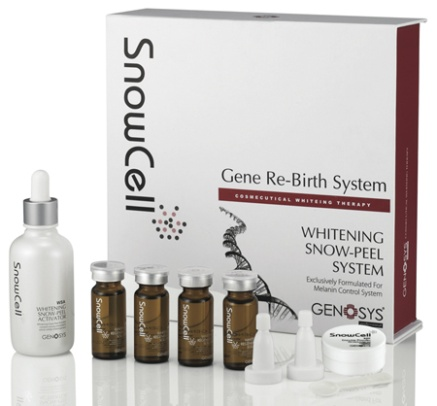 SnowCell
Gene Re-Birth System
COSMECUTICAL WHITZING THERAPY
WHITENING
SNOW-PEEL
SYSTEM
Exclusively Formulated For
Melanin Control System
GENOSYS
SnowCell
WHITENING
SNOW-PEEL
ACTIVATOR
GENOSYS
SnowCell
SnowCell
SnowCell
SnowCell
SnowCell
GENOSYS